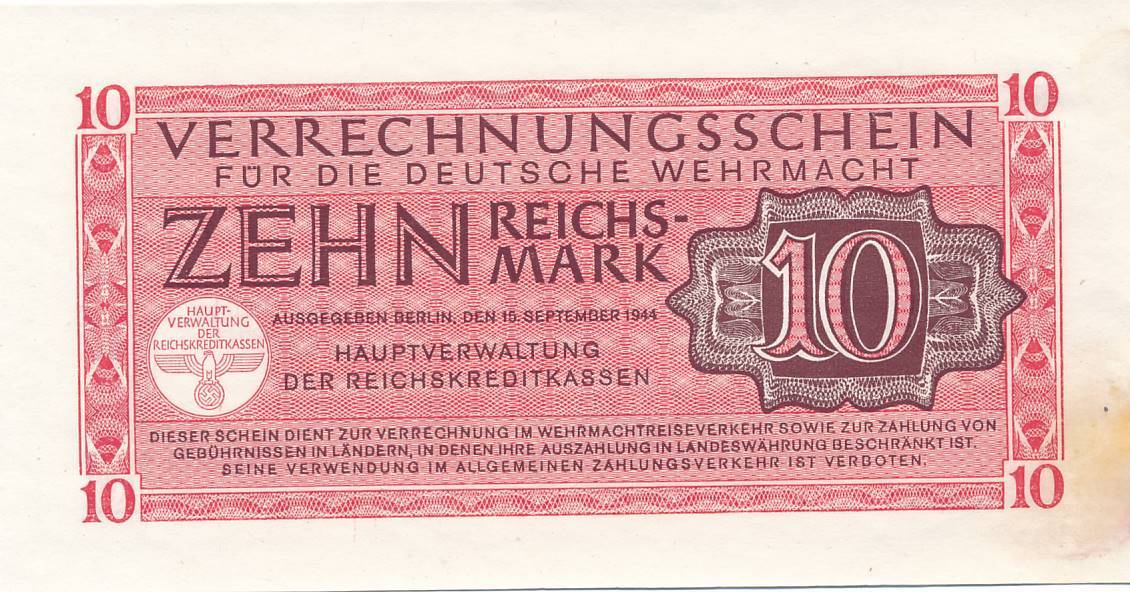 10
10
VERRECHNUNGSSCHEIN
FÜR DIE DEUTSCHE WEHRMACHT
ZEHN REICHS-
MARK
10
HAUPT-
VERWALTUNG
DER
REICHSKREDITKASSEN
AUSGEGEBEN BERLIN, DEN 15. SEPTEMBER 1944
HAUPTVERWALTUNG
DER REICHSKREDITKASSEN
DIESER SCHEIN DIENT ZUR VERRECHNUNG IM WEHRMACHTREISEVERKEHR SOWIE ZUR ZAHLUNG VON
GEBÜHRNISSEN IN LÄNDERN, IN DENEN IHRE AUSZAHLUNG IN LANDESWÄHRUNG BESCHRÄNKT IST.
SEINE VERWENDUNG IM ALLGEMEINEN ZAHLUNGSVERKEHR IST VERBOTEN.
10
10